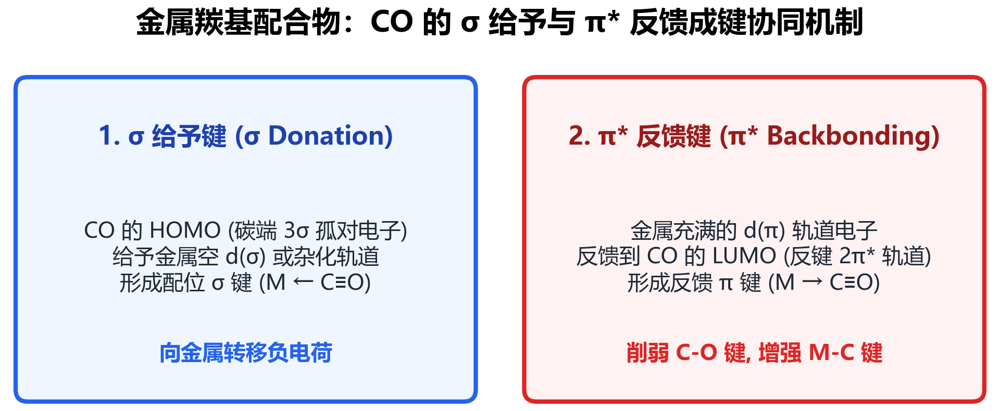 金属羰基配合物：CO 的 σ 给予与 π* 反馈成键协同机制
1. σ 给予键 (σ Donation)
CO 的 HOMO (碳端 3σ 孤对电子)
给予金属空 d(σ) 或杂化轨道
形成配位 σ 键 (M ← C≡O)
向金属转移负电荷
2. π* 反馈键 (π* Backbonding)
金属充满的 d(π) 轨道电子
反馈到 CO 的 LUMO (反键 2π* 轨道)
形成反馈 π 键 (M → C≡O)
削弱 C-O 键, 增强 M-C 键